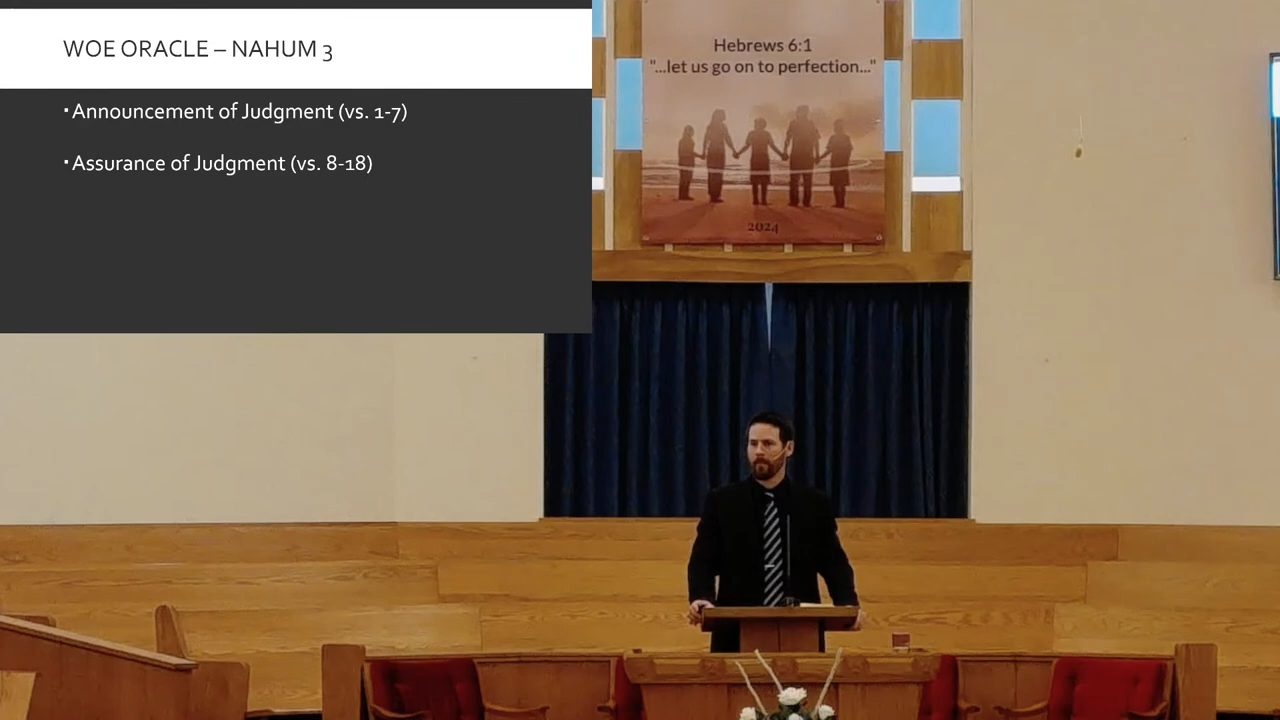 WOE ORACLE – NAHUM 3
▪Announcement of Judgment (vs. 1-7)
▪Assurance of Judgment (vs. 8-18)
Hebrews 6:1
"...let us go on to perfection..."
2024